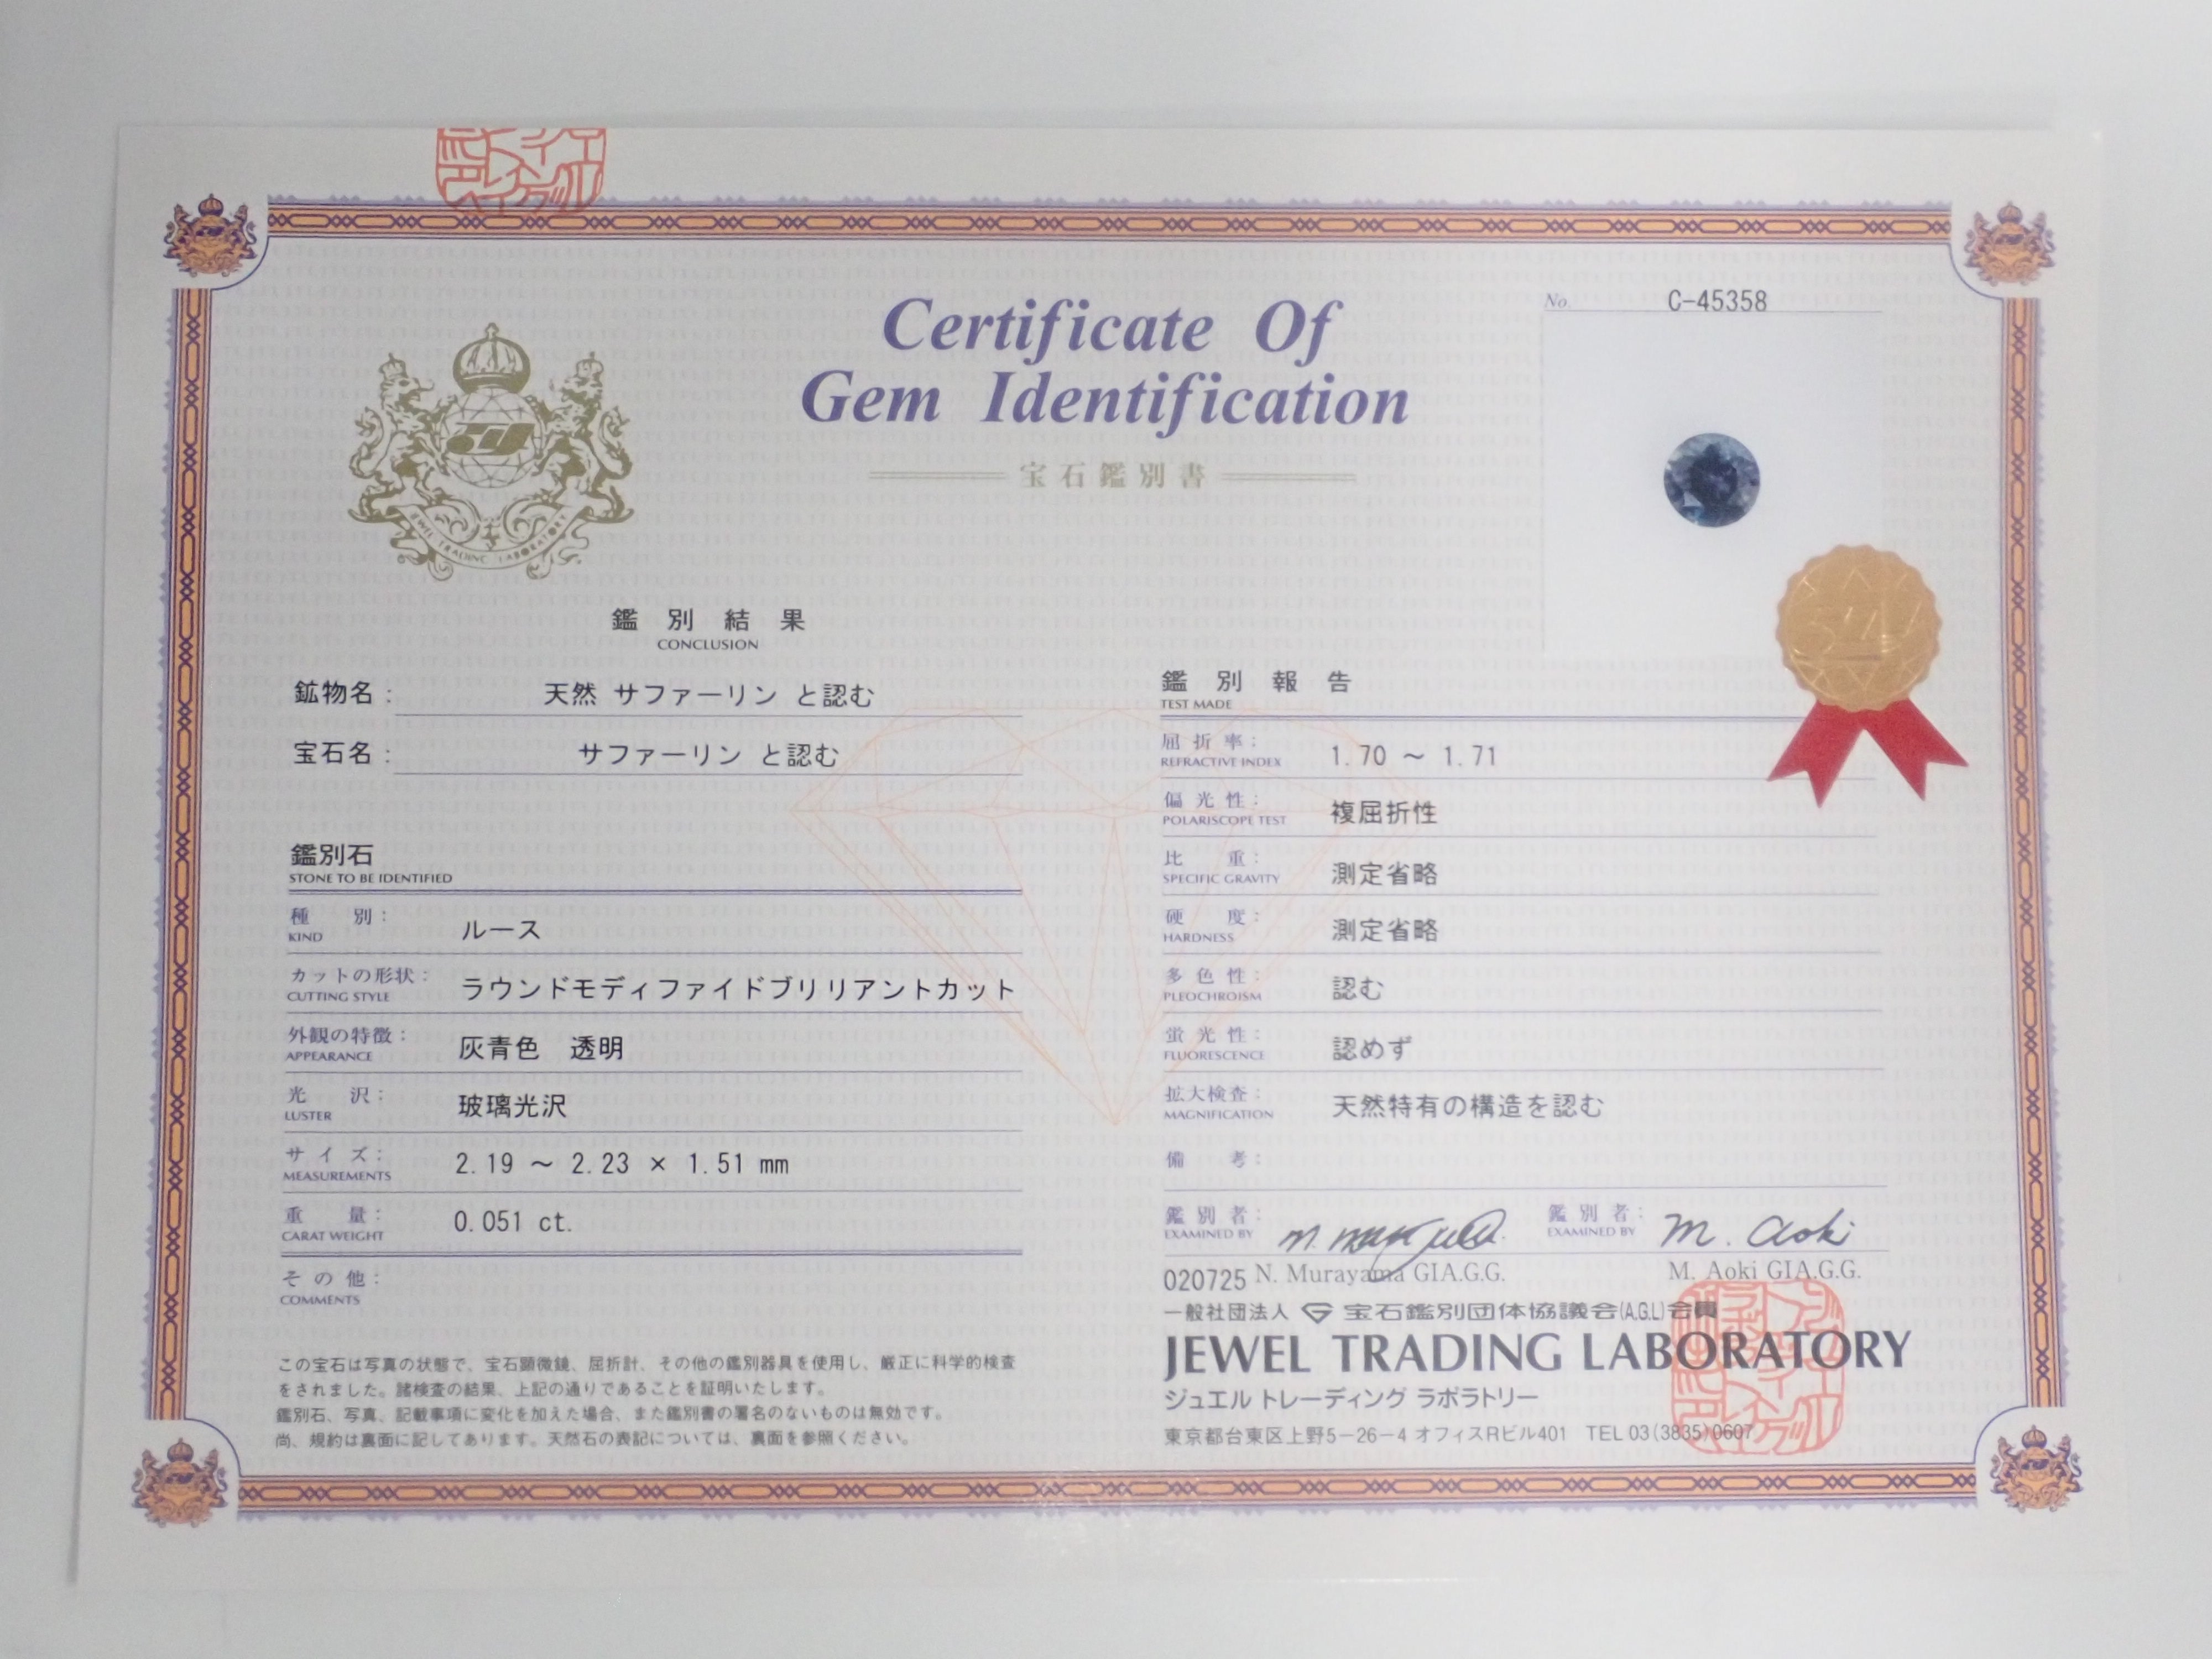 Certificate Of
Gem Identification
宝石鑑別書
No. C-45358
JEWEL TRADING LABORATORY
鑑別結果
CONCLUSION
鉱物名: 天然 サファーリン と認む
宝石名: サファーリン と認む
鑑別石
STONE TO BE IDENTIFIED
種別: ルース
KIND
カットの形状: ラウンドモディファイドブリリアントカット
CUTTING STYLE
外観の特徴: 灰青色 透明
APPEARANCE
光沢: 玻璃光沢
LUSTER
サイズ: 2.19 ～ 2.23 × 1.51 mm
MEASUREMENTS
重量: 0.051 ct.
CARAT WEIGHT
その他:
COMMENTS
この宝石は写真の状態で、宝石顕微鏡、屈折計、その他の鑑別器具を使用し、厳正に科学的検査
をされました。諸検査の結果、上記の通りであることを証明いたします。
鑑別石、写真、記載事項に変化を加えた場合、また鑑別書の署名のないものは無効です。
尚、規約は裏面に記してあります。天然石の表記については、裏面を参照ください。
鑑別報告
TEST MADE
屈折率: 1.70 ～ 1.71
REFRACTIVE INDEX
偏光性: 複屈折性
POLARISCOPE TEST
比重: 測定省略
SPECIFIC GRAVITY
硬度: 測定省略
HARDNESS
多色性: 認む
PLEOCHROISM
蛍光性: 認めず
FLUORESCENCE
拡大検査: 天然特有の構造を認む
MAGNIFICATION
備考:
鑑別者: 鑑別者: M. Aoki
EXAMINED BY EXAMINED BY
020725 N. Murayama GIA.G.G. M. Aoki GIA.G.G.
一般社団法人 宝石鑑別団体協議会(A.G.L)会員
JEWEL TRADING LABORATORY
ジュエル トレーディング ラボラトリー
東京都台東区上野5－26－4 オフィスRビル401 TEL 03(3835)0607